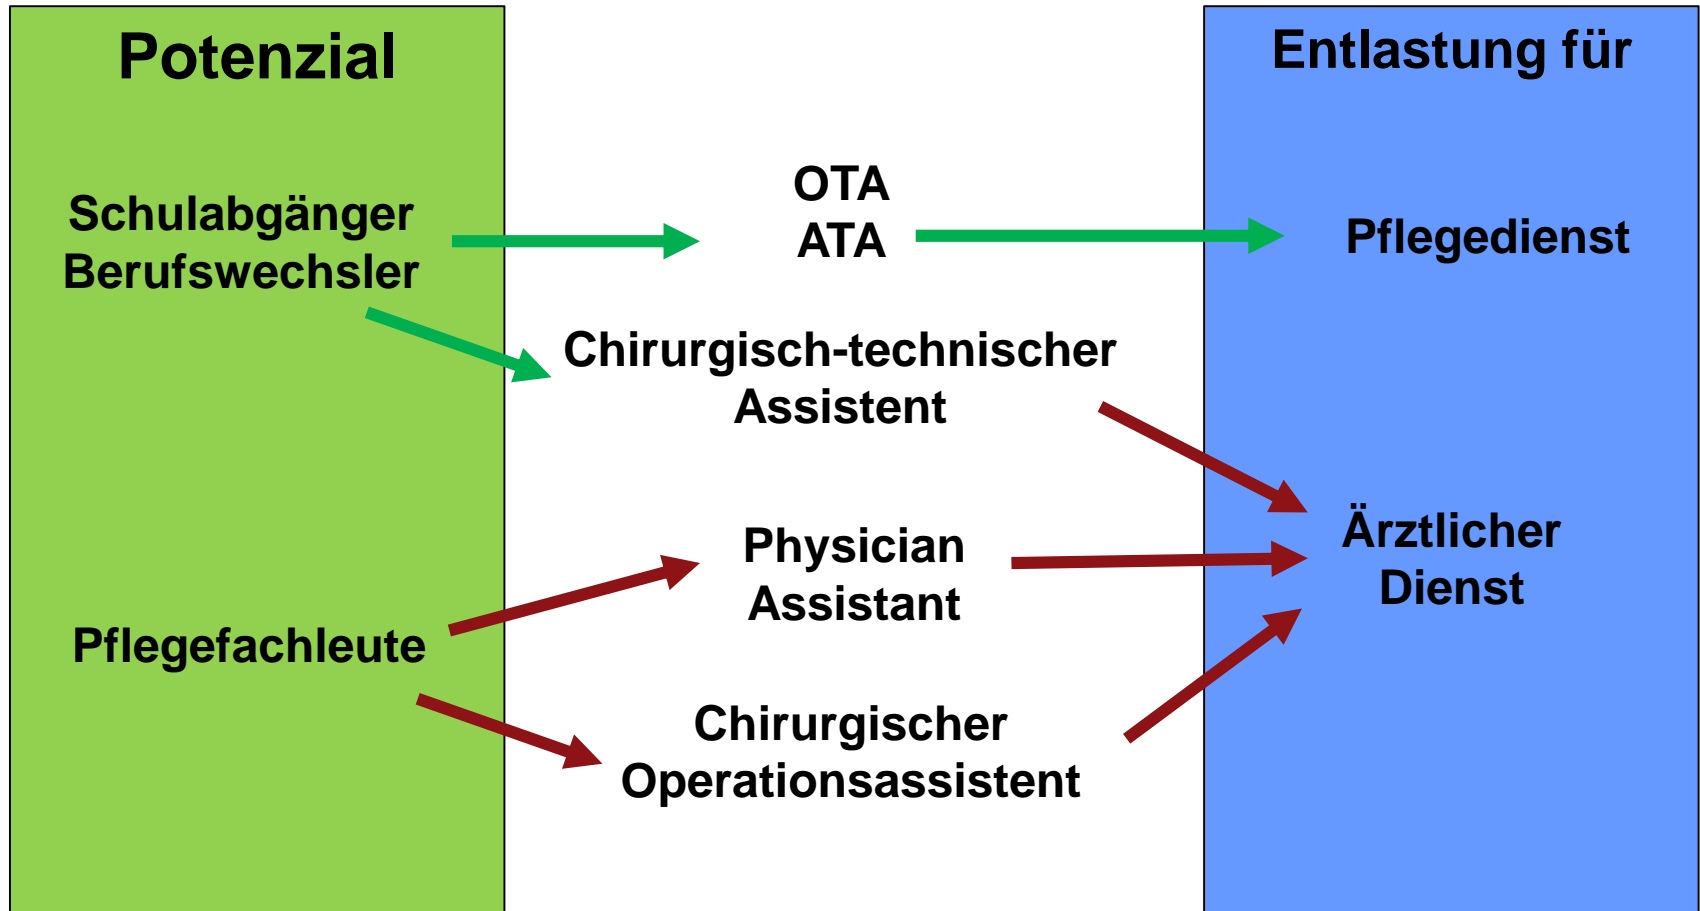 Potenzial
Entlastung für
Schulabgänger
Berufswechsler
OTA
ATA
Pflegedienst
Chirurgisch-technischer
Assistent
Physician
Assistant
Ärztlicher
Dienst
Pflegefachleute
Chirurgischer
Operationsassistent